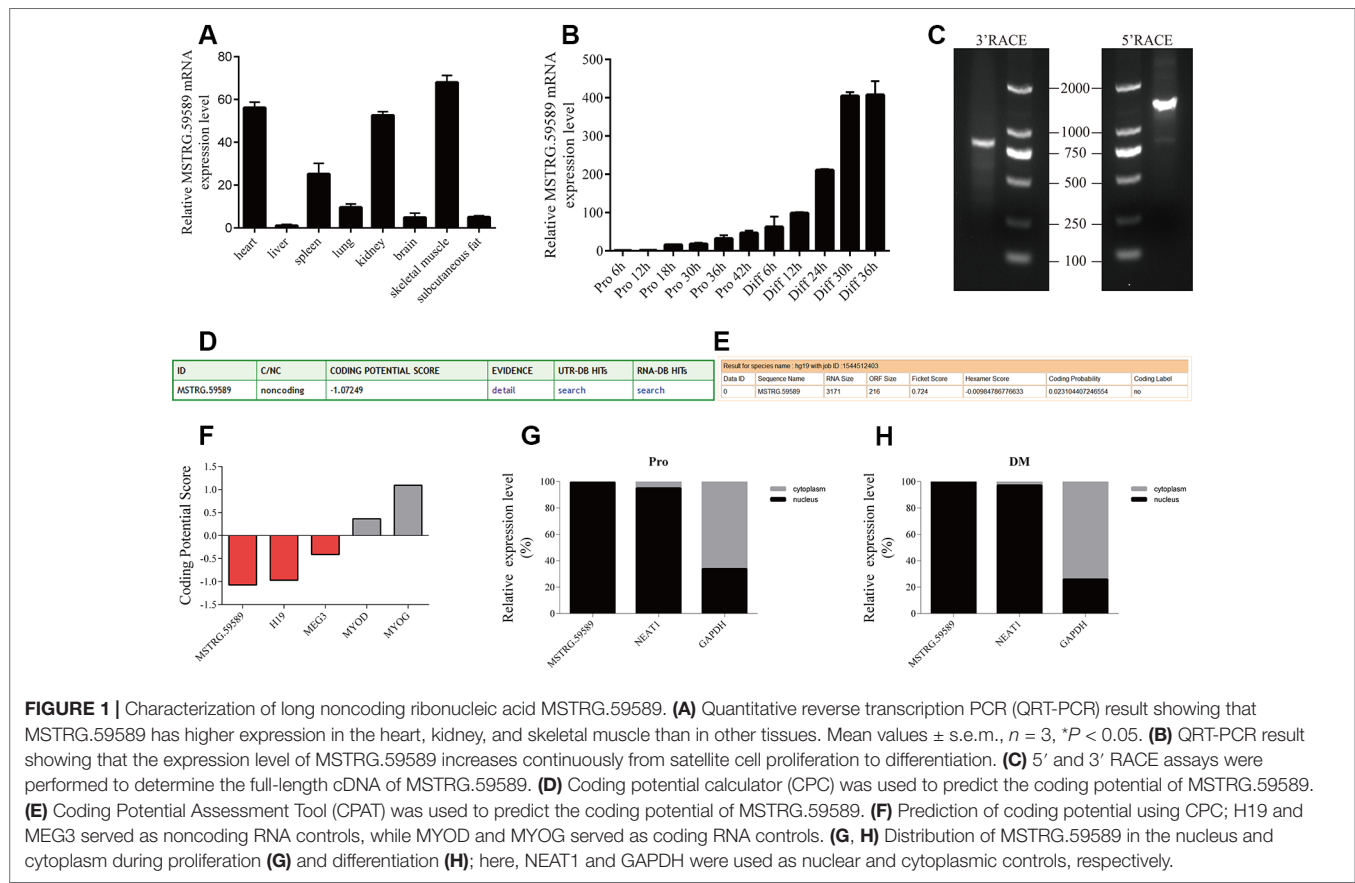 A
Relative MSTRG.59589 mRNA
expression level
80
60
40
20
0
heart
liver
spleen
lung
kidney
brain
skeletal muscle
subcutaneous fat
B
Relative MSTRG.59589 mRNA
expression level
500
400
300
200
100
0
Pro 6h
Pro 12h
Pro 18h
Pro 30h
Pro 36h
Pro 42h
Diff 6h
Diff 12h
Diff 24h
Diff 30h
Diff 36h
C
3'RACE
5'RACE
2000
1000
750
500
250
100
D
ID C/NC CODING POTENTIAL SCORE EVIDENCE UTR-DB HITs RNA-DB HITs
MSTRG.59589 noncoding -1.07249 detail search search
E
Result for species name : hg19 with job ID :1544512403
Data ID Sequence Name RNA Size ORF Size Ficket Score Hexamer Score Coding Probability Coding Label
0 MSTRG.59589 3171 216 0.724 -0.00984786776633 0.023104407246554 no
F
Coding Potential Score
1.5
1.0
0.5
0.0
-0.5
-1.0
-1.5
MSTRG.59589
H19
MEG3
MYOD
MYOG
G
Pro
Relative expression level
(%)
100
80
60
40
20
0
MSTRG.59589
NEAT1
GAPDH
cytoplasm
nucleus
H
DM
Relative expression level
(%)
100
80
60
40
20
0
MSTRG.59589
NEAT1
GAPDH
cytoplasm
nucleus
FIGURE 1 | Characterization of long noncoding ribonucleic acid MSTRG.59589. (A) Quantitative reverse transcription PCR (QRT-PCR) result showing that
MSTRG.59589 has higher expression in the heart, kidney, and skeletal muscle than in other tissues. Mean values ± s.e.m., n = 3, *P < 0.05. (B) QRT-PCR result
showing that the expression level of MSTRG.59589 increases continuously from satellite cell proliferation to differentiation. (C) 5′ and 3′ RACE assays were
performed to determine the full-length cDNA of MSTRG.59589. (D) Coding potential calculator (CPC) was used to predict the coding potential of MSTRG.59589.
(E) Coding Potential Assessment Tool (CPAT) was used to predict the coding potential of MSTRG.59589. (F) Prediction of coding potential using CPC; H19 and
MEG3 served as noncoding RNA controls, while MYOD and MYOG served as coding RNA controls. (G, H) Distribution of MSTRG.59589 in the nucleus and
cytoplasm during proliferation (G) and differentiation (H); here, NEAT1 and GAPDH were used as nuclear and cytoplasmic controls, respectively.